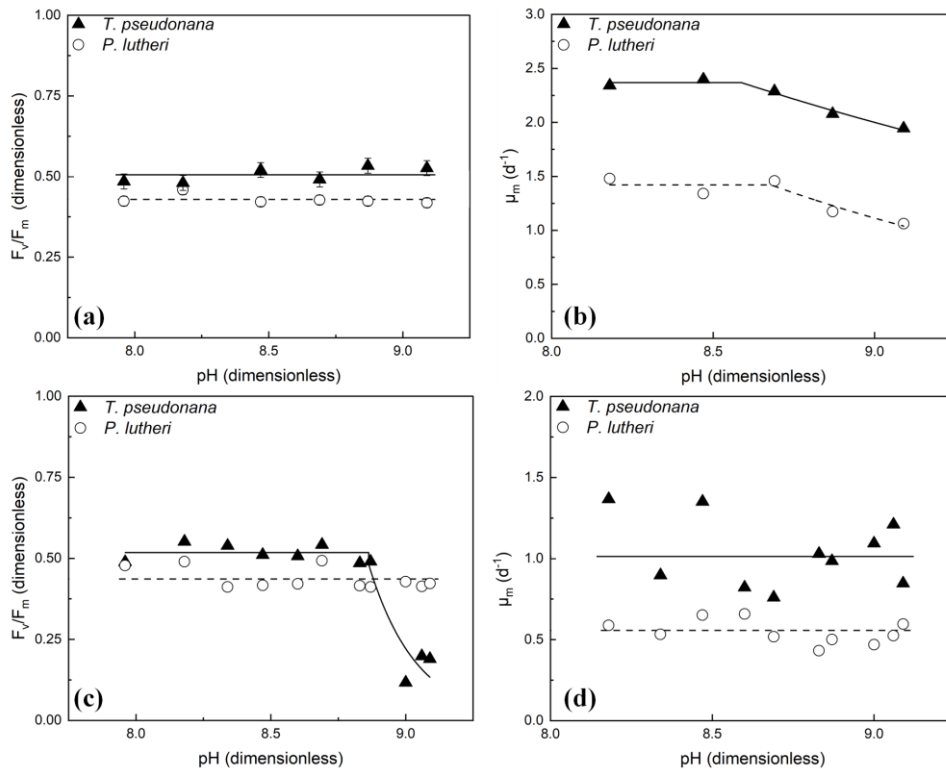 T. pseudonana
P. lutheri
1.00
0.75
0.50
0.25
0.00
Fv/Fm (dimensionless)
(a)
8.0
8.5
9.0
pH (dimensionless)
T. pseudonana
P. lutheri
3.0
2.5
2.0
1.5
1.0
0.5
0.0
μm (d⁻¹)
(b)
8.0
8.5
9.0
pH (dimensionless)
T. pseudonana
P. lutheri
1.00
0.75
0.50
0.25
0.00
Fv/Fm (dimensionless)
(c)
8.0
8.5
9.0
pH (dimensionless)
T. pseudonana
P. lutheri
2.0
1.5
1.0
0.5
0.0
μm (d⁻¹)
(d)
8.0
8.5
9.0
pH (dimensionless)